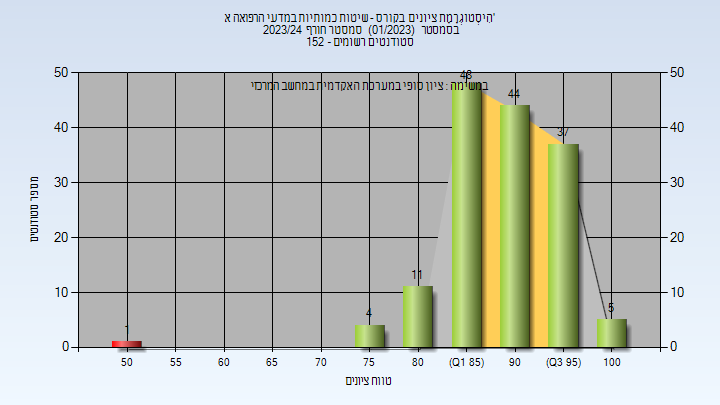 היסטוגרמת ציונים בקורס - שיטות כמותיות במדעי הרפואה א'
בסמסטר (01/2023) סמסטר חורף 2023/24
סטודנטים רשומים - 152
במשימה : ציון סופי במערכת האקדמית במחשב המרכזי
50 40 30 20 10 0
מספר סטודנטים
1 4 11 48 44 37 5
50 40 30 20 10 0
50 55 60 65 70 75 80 (Q1 85) 90 (Q3 95) 100
טווח ציונים